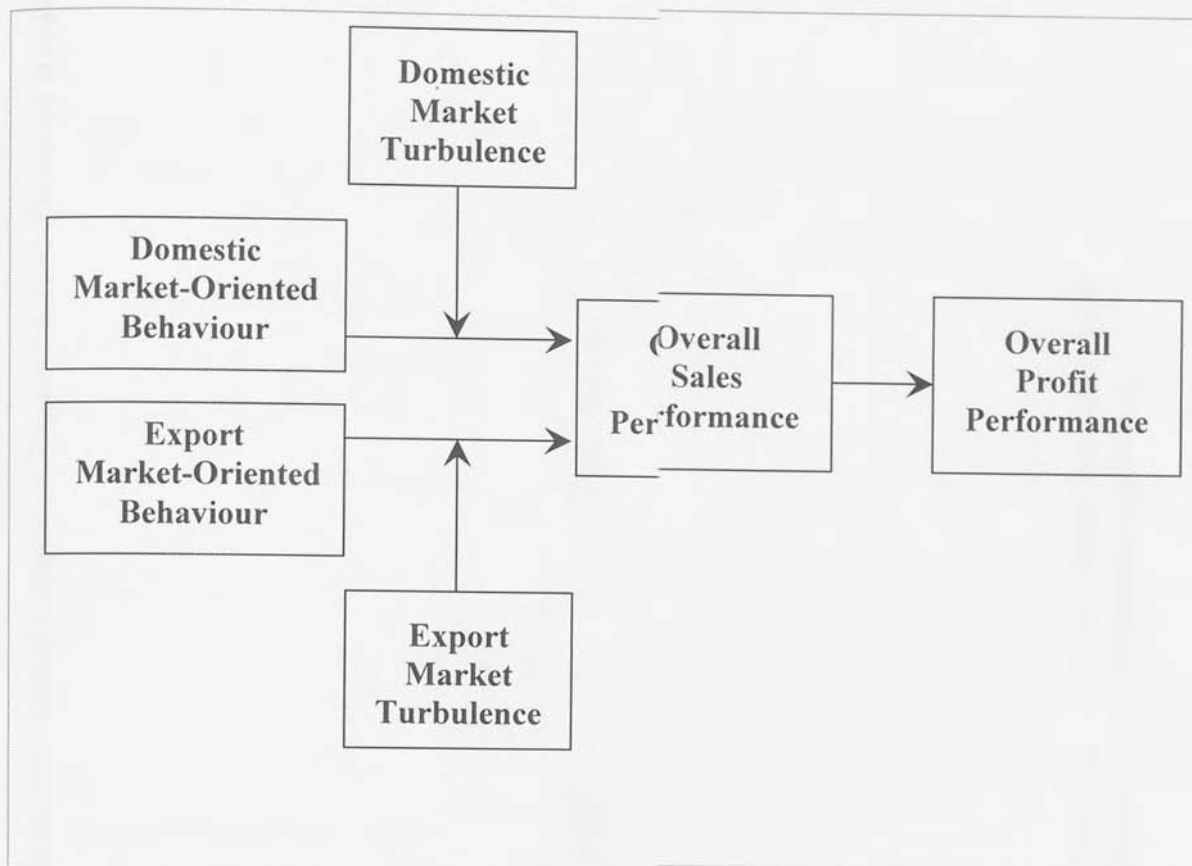 Domestic
Market
Turbulence
Domestic
Market-Oriented
Behaviour
Export
Market-Oriented
Behaviour
Overall
Sales
Performance
Overall
Profit
Performance
Export
Market
Turbulence